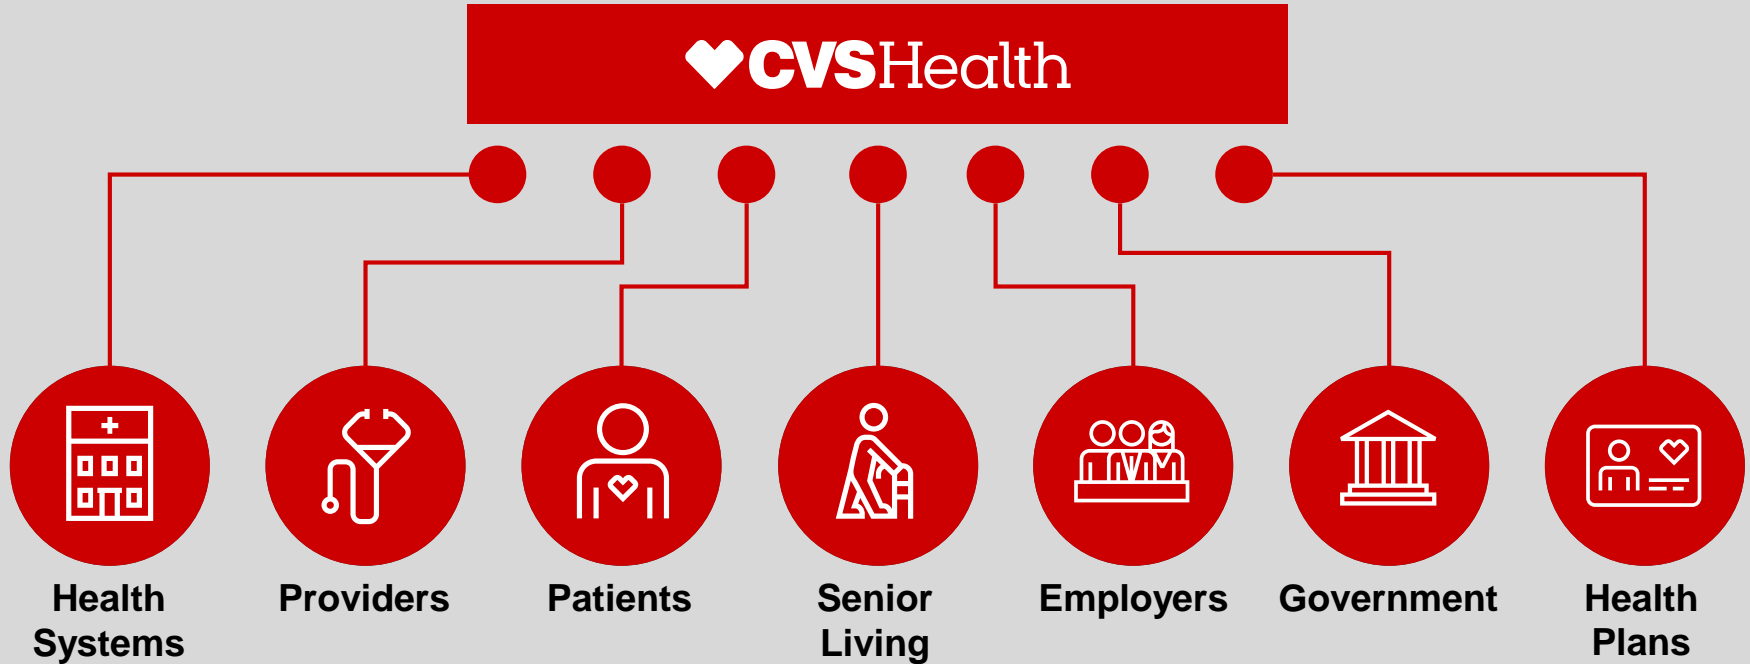 CVSHealth
Health
Systems
Providers
Patients
Senior
Living
Employers
Government
Health
Plans